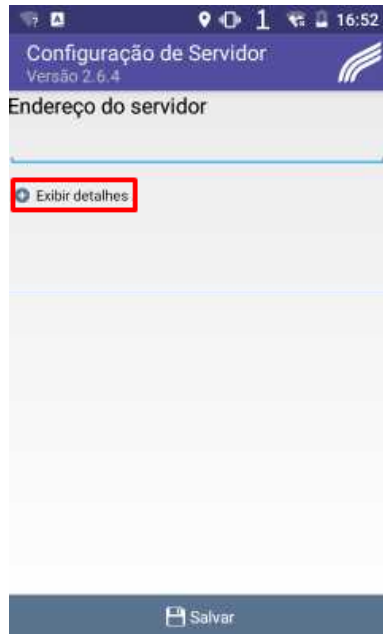 1 16:52
Configuração de Servidor
Versão 2.6.4
Endereço do servidor
Exibir detalhes
Salvar